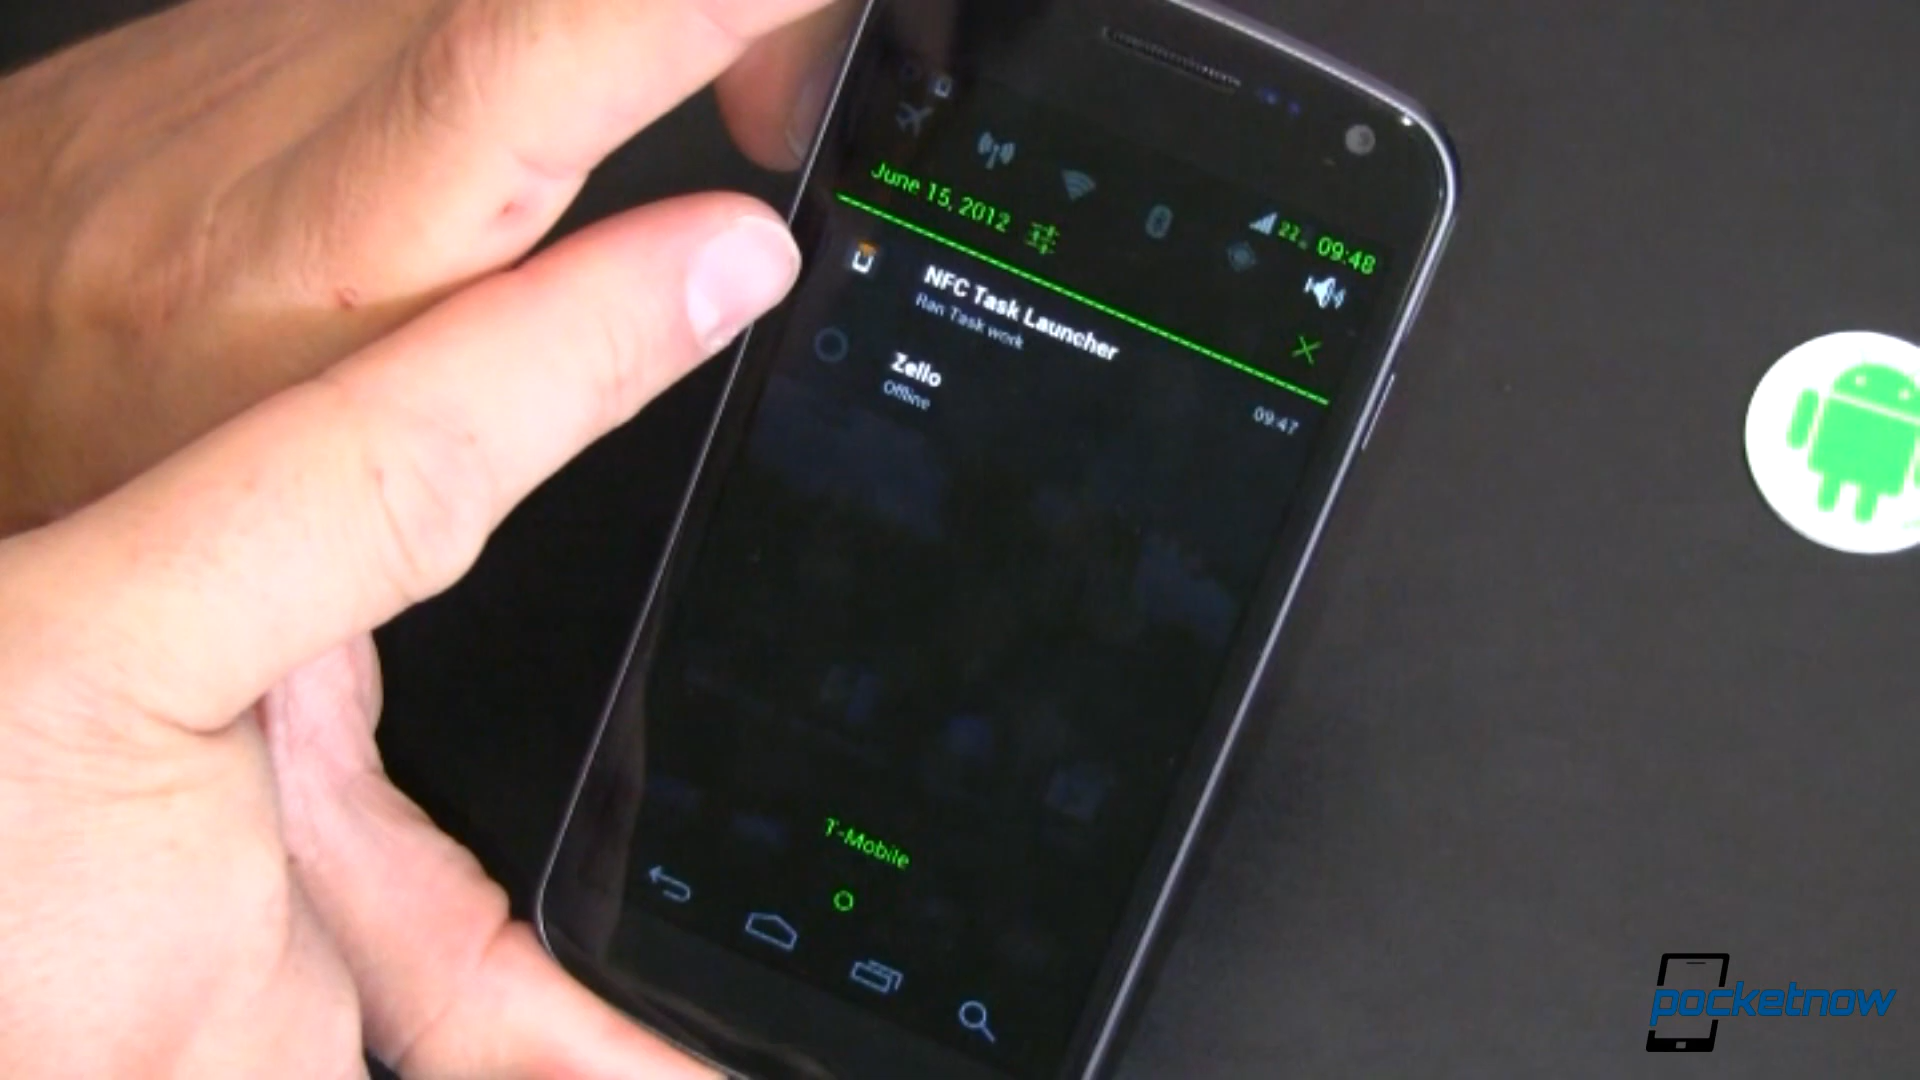 June 15, 2012
22
09:48
NFC Task Launcher
Ran Task work
09:47
Zello
Offline
T-Mobile
pocketnow